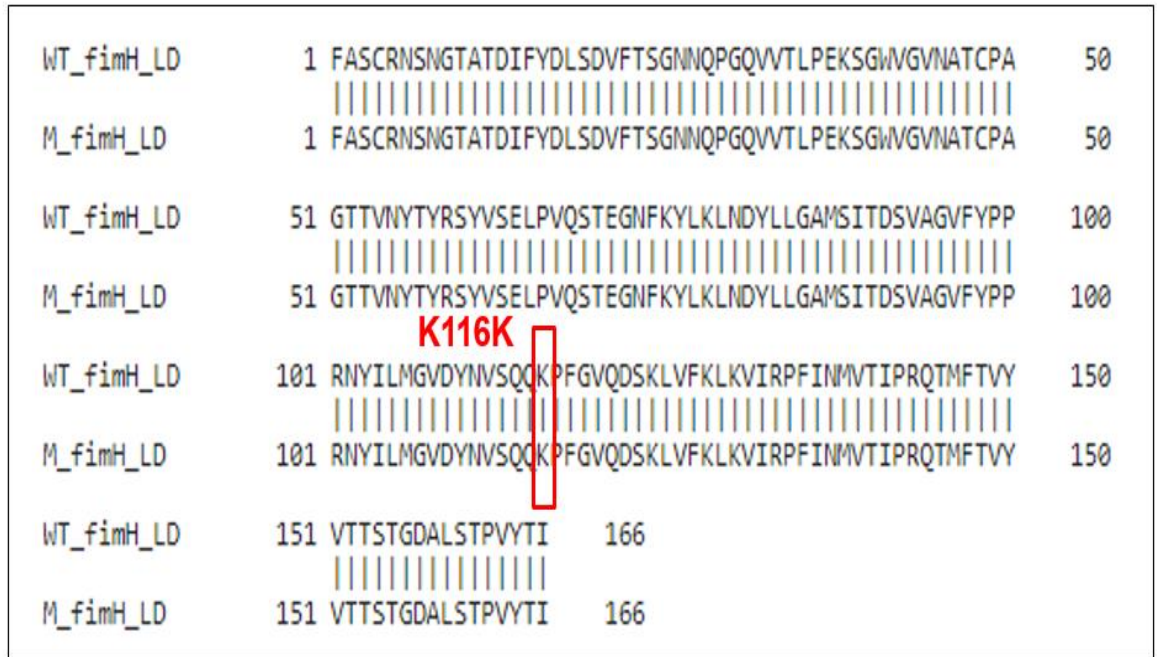 WT_fimH_LD 1 FASCRNSNGTATDIFYDLSDVFTSGNNQPGQVVTLPEKSGWVGVNATCPA 50
M_fimH_LD 1 FASCRNSNGTATDIFYDLSDVFTSGNNQPGQVVTLPEKSGWVGVNATCPA 50
WT_fimH_LD 51 GTTVNYTYRSYVSELPVQSTEGNFKYLKLNDYLLGAMSITDSVAGVFYPP 100
M_fimH_LD 51 GTTVNYTYRSYVSELPVQSTEGNFKYLKLNDYLLGAMSITDSVAGVFYPP 100
K116K
WT_fimH_LD 101 RNYILMGVDYNVSQQKPFGVQDSKLVFKLKVIRPFINMVTIPRQTMFTVY 150
M_fimH_LD 101 RNYILMGVDYNVSQQKPFGVQDSKLVFKLKVIRPFINMVTIPRQTMFTVY 150
WT_fimH_LD 151 VTTSTGDALSTPVYTI 166
M_fimH_LD 151 VTTSTGDALSTPVYTI 166